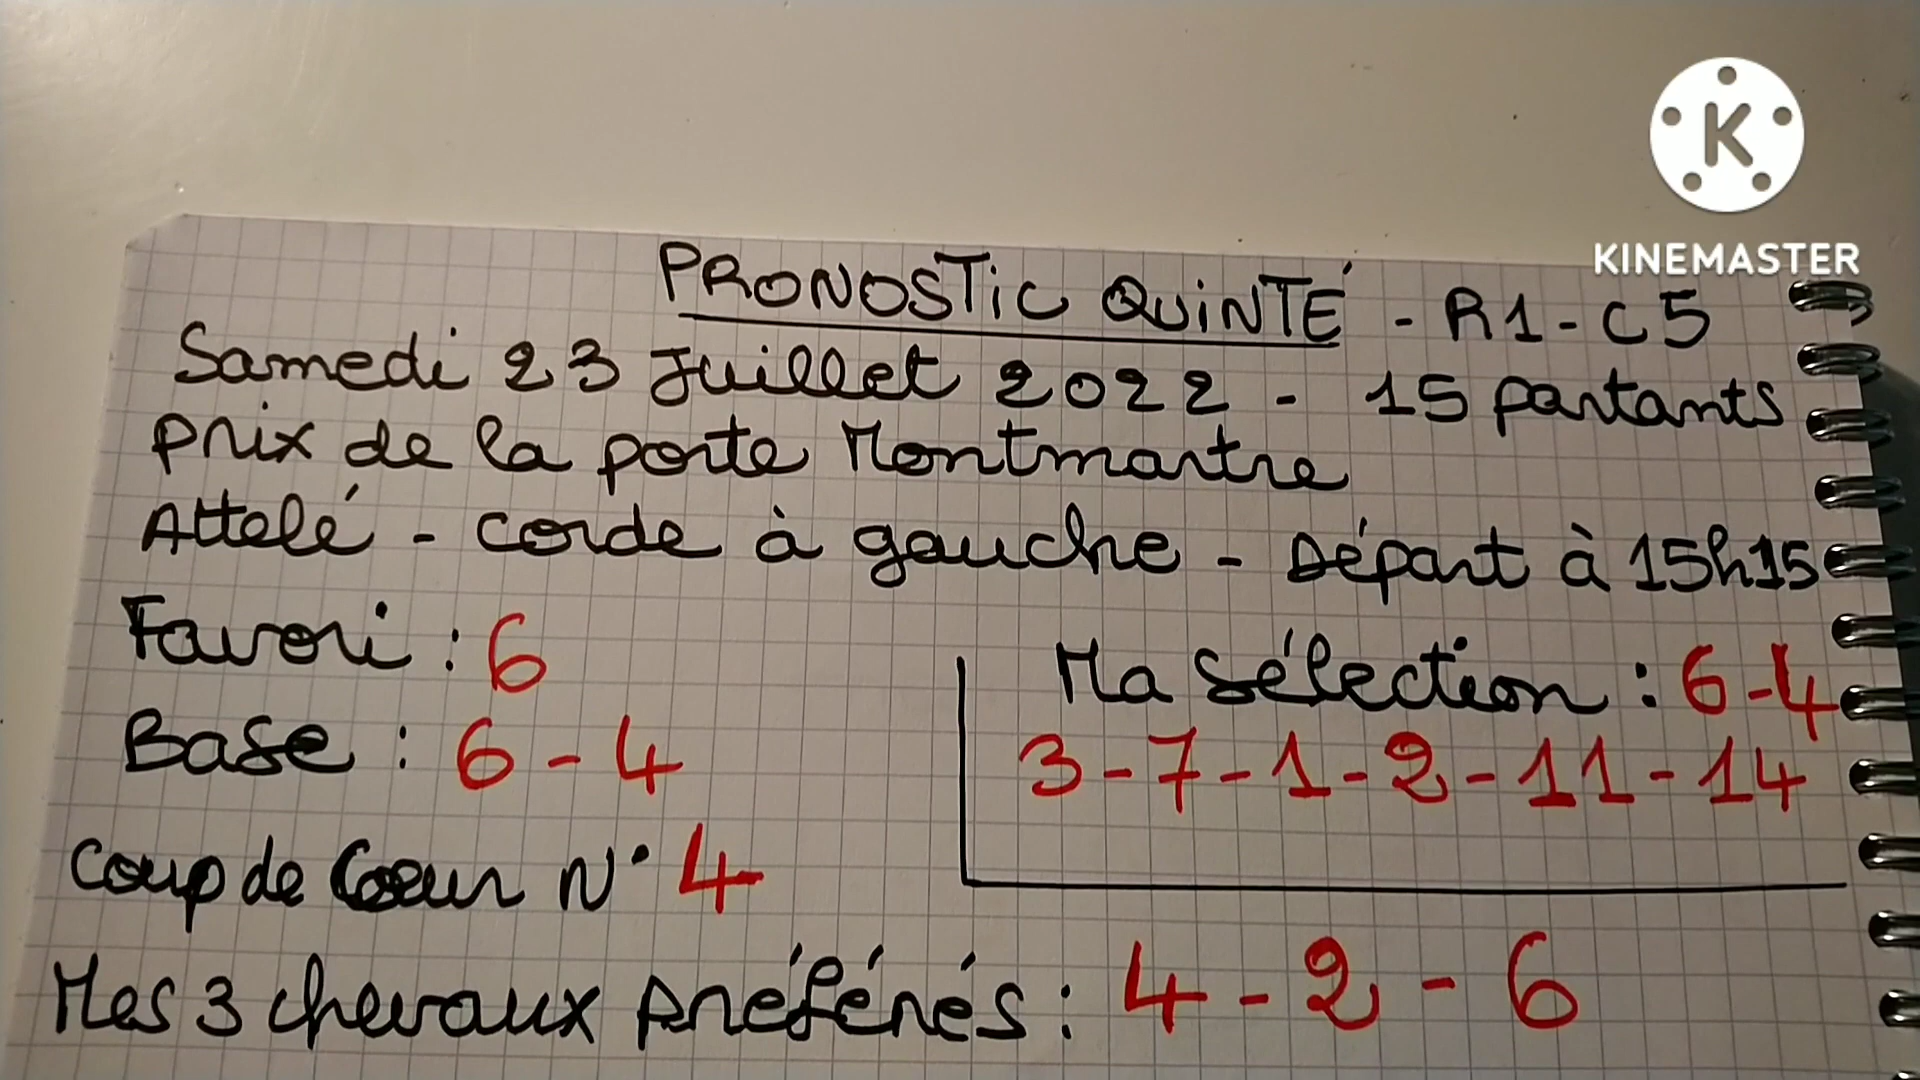 KINEMASTER
PRONOSTIC QUINTÉ - R1 - C5
Samedi 23 Juillet 2022 - 15 partants
Prix de la porte Montmartre
Attelé - corde à gauche - Départ à 15h15
Favori : 6
Base : 6 - 4
Coup de Coeur N° 4
Ma sélection : 6 - 4
3 - 7 - 1 - 2 - 11 - 14
Mes 3 chevaux préférés : 4 - 2 - 6